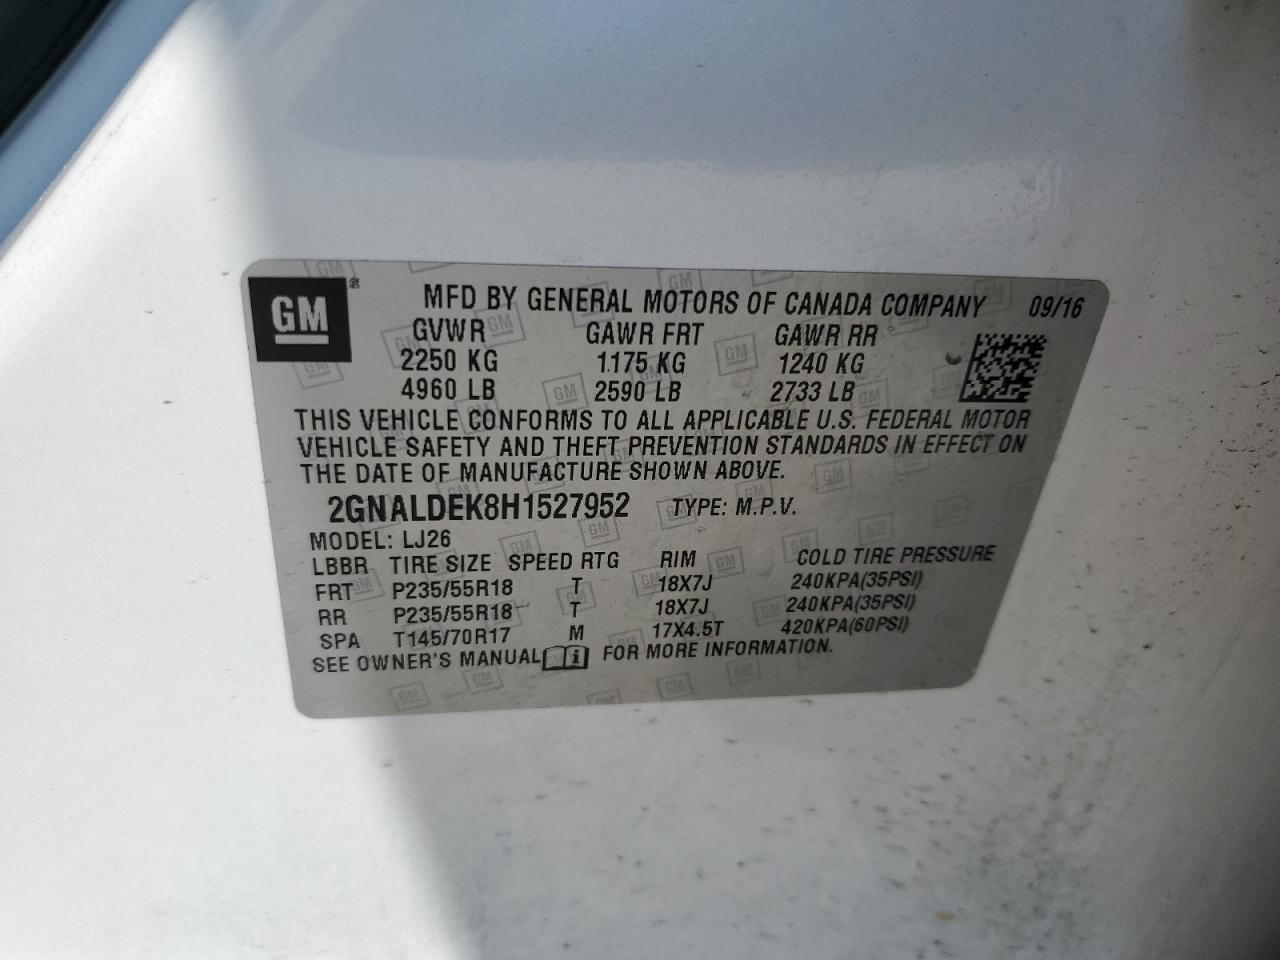 GM ® MFD BY GENERAL MOTORS OF CANADA COMPANY 09/16
GVWR GAWR FRT GAWR RR
2250 KG 1175 KG 1240 KG
4960 LB 2590 LB 2733 LB
THIS VEHICLE CONFORMS TO ALL APPLICABLE U.S. FEDERAL MOTOR
VEHICLE SAFETY AND THEFT PREVENTION STANDARDS IN EFFECT ON
THE DATE OF MANUFACTURE SHOWN ABOVE.
2GNALDEK8H1527952 TYPE: M.P.V.
MODEL: LJ26
LBBR TIRE SIZE SPEED RTG RIM COLD TIRE PRESSURE
FRT P235/55R18 T 18X7J 240KPA(35PSI)
RR P235/55R18 T 18X7J 240KPA(35PSI)
SPA T145/70R17 M 17X4.5T 420KPA(60PSI)
SEE OWNER'S MANUAL i FOR MORE INFORMATION.